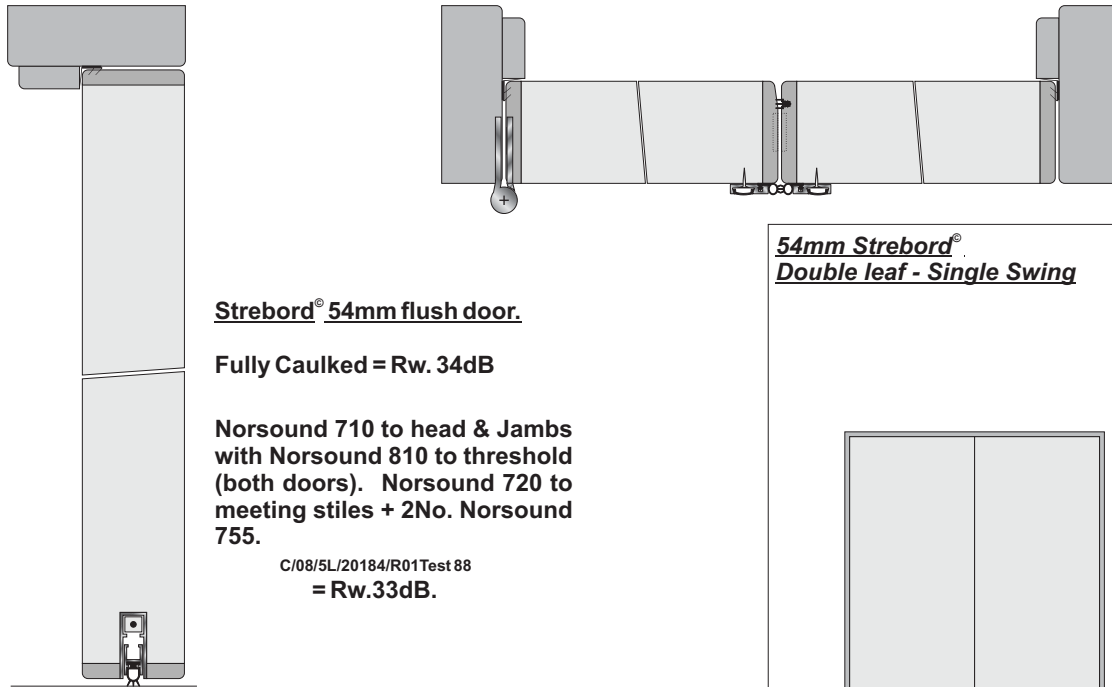 54mm Strebord©
Double leaf - Single Swing
Strebord© 54mm flush door.
Fully Caulked = Rw. 34dB
Norsound 710 to head & Jambs
with Norsound 810 to threshold
(both doors). Norsound 720 to
meeting stiles + 2No. Norsound
755.
C/08/5L/20184/R01Test 88
= Rw.33dB.